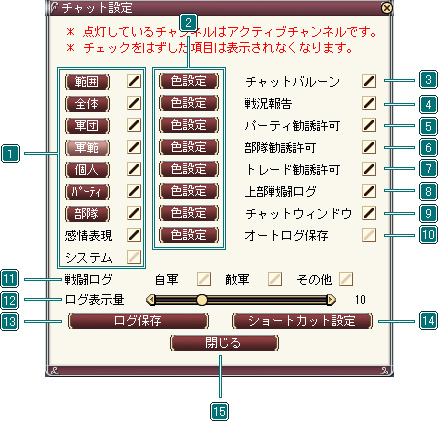 チャット設定
* 点灯しているチャンネルはアクティブチャンネルです。
* チェックをはずした項目は表示されなくなります。
2
範囲 色設定 チャットバルーン 3
全体 色設定 戦況報告 4
軍団 色設定 パーティ勧誘許可 5
1 軍範 色設定 部隊勧誘許可 6
個人 色設定 トレード勧誘許可 7
パーティ 色設定 上部戦闘ログ 8
部隊 色設定 チャットウィンドウ 9
感情表現 色設定 オートログ保存 10
システム
11 戦闘ログ 自軍 敵軍 その他
12 ログ表示量 10
13 ログ保存 ショートカット設定 14
閉じる
15